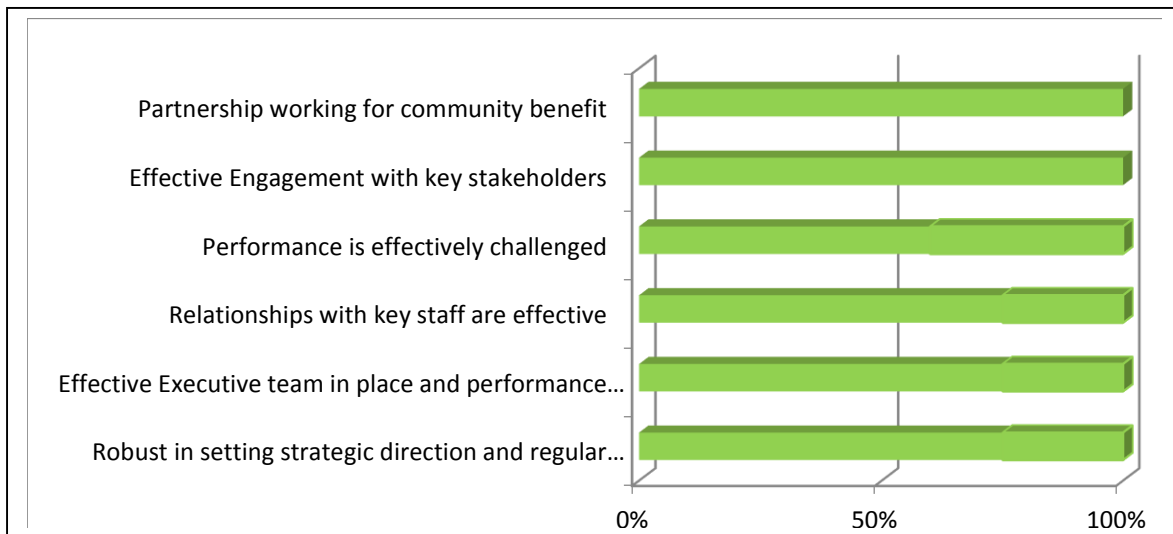 Partnership working for community benefit
Effective Engagement with key stakeholders
Performance is effectively challenged
Relationships with key staff are effective
Effective Executive team in place and performance…
Robust in setting strategic direction and regular…
0%
50%
100%